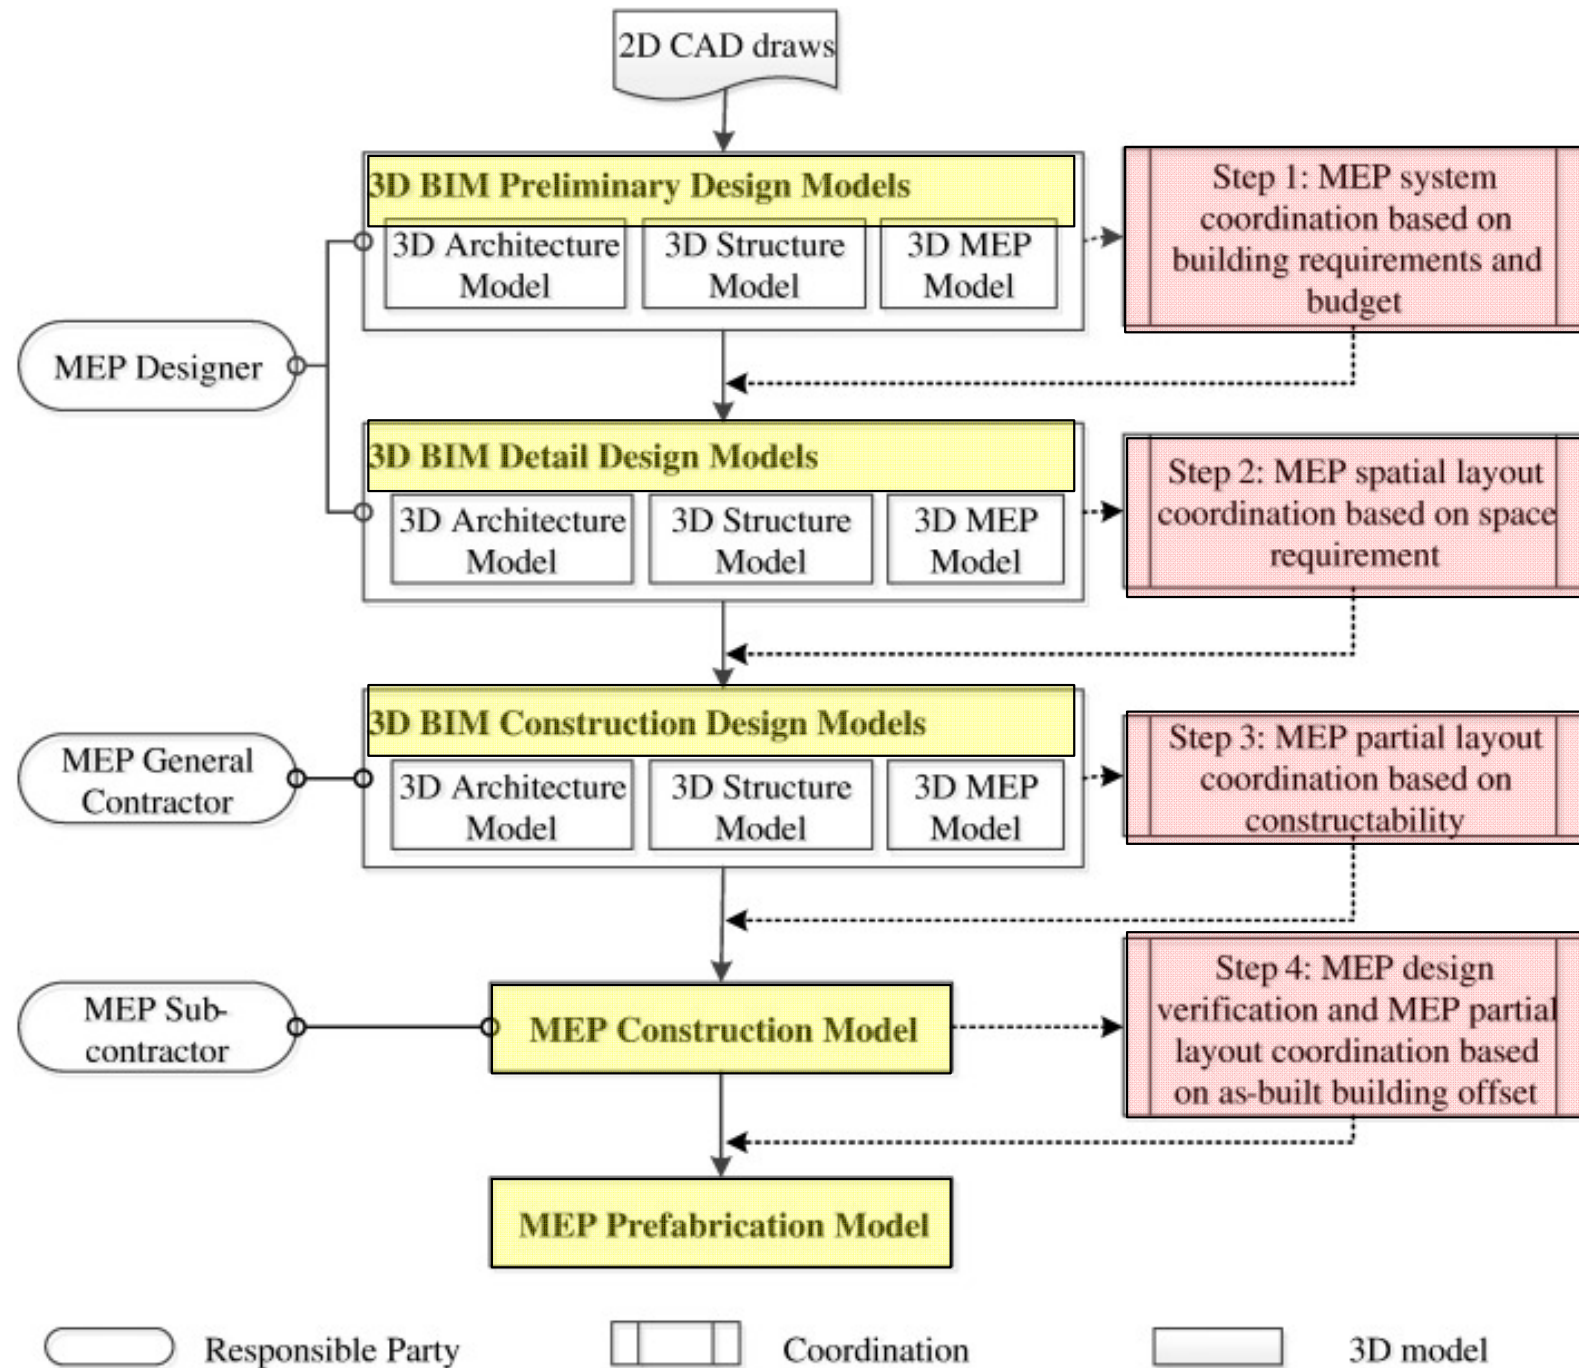 2D CAD draws
3D BIM Preliminary Design Models
3D Architecture
Model
3D Structure
Model
3D MEP
Model
Step 1: MEP system
coordination based on
building requirements and
budget
MEP Designer
3D BIM Detail Design Models
3D Architecture
Model
3D Structure
Model
3D MEP
Model
Step 2: MEP spatial layout
coordination based on space
requirement
3D BIM Construction Design Models
MEP General
Contractor
3D Architecture
Model
3D Structure
Model
3D MEP
Model
Step 3: MEP partial layout
coordination based on
constructability
MEP Sub-
contractor
MEP Construction Model
Step 4: MEP design
verification and MEP partial
layout coordination based
on as-built building offset
MEP Prefabrication Model
Responsible Party
Coordination
3D model